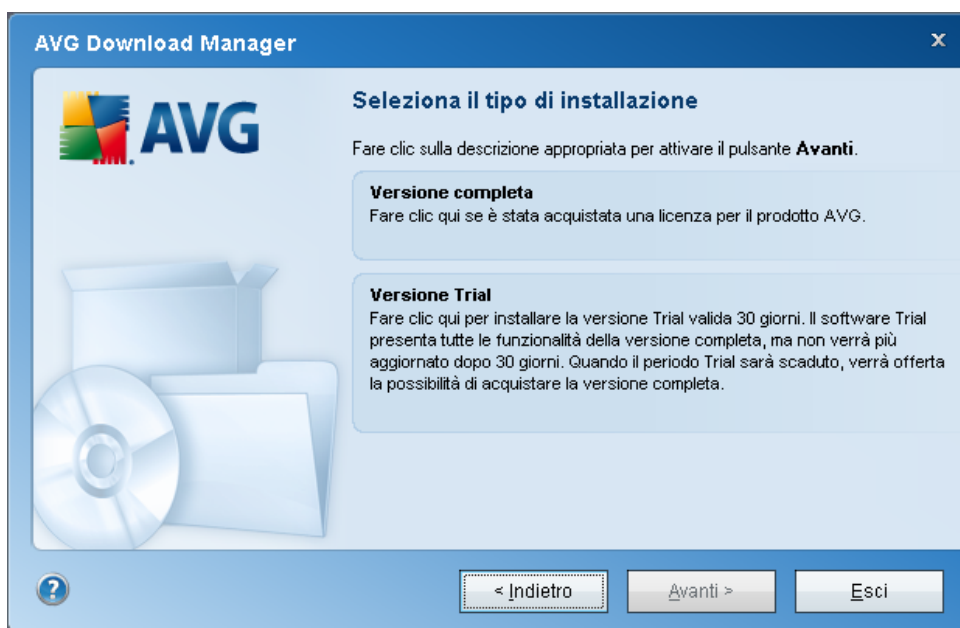 AVG Download Manager
x
AVG
Seleziona il tipo di installazione
Fare clic sulla descrizione appropriata per attivare il pulsante Avanti.
Versione completa
Fare clic qui se è stata acquistata una licenza per il prodotto AVG.
Versione Trial
Fare clic qui per installare la versione Trial valida 30 giorni. Il software Trial
presenta tutte le funzionalità della versione completa, ma non verrà più
aggiornato dopo 30 giorni. Quando il periodo Trial sarà scaduto, verrà offerta
la possibilità di acquistare la versione completa.
?
< Indietro
Avanti >
Esci